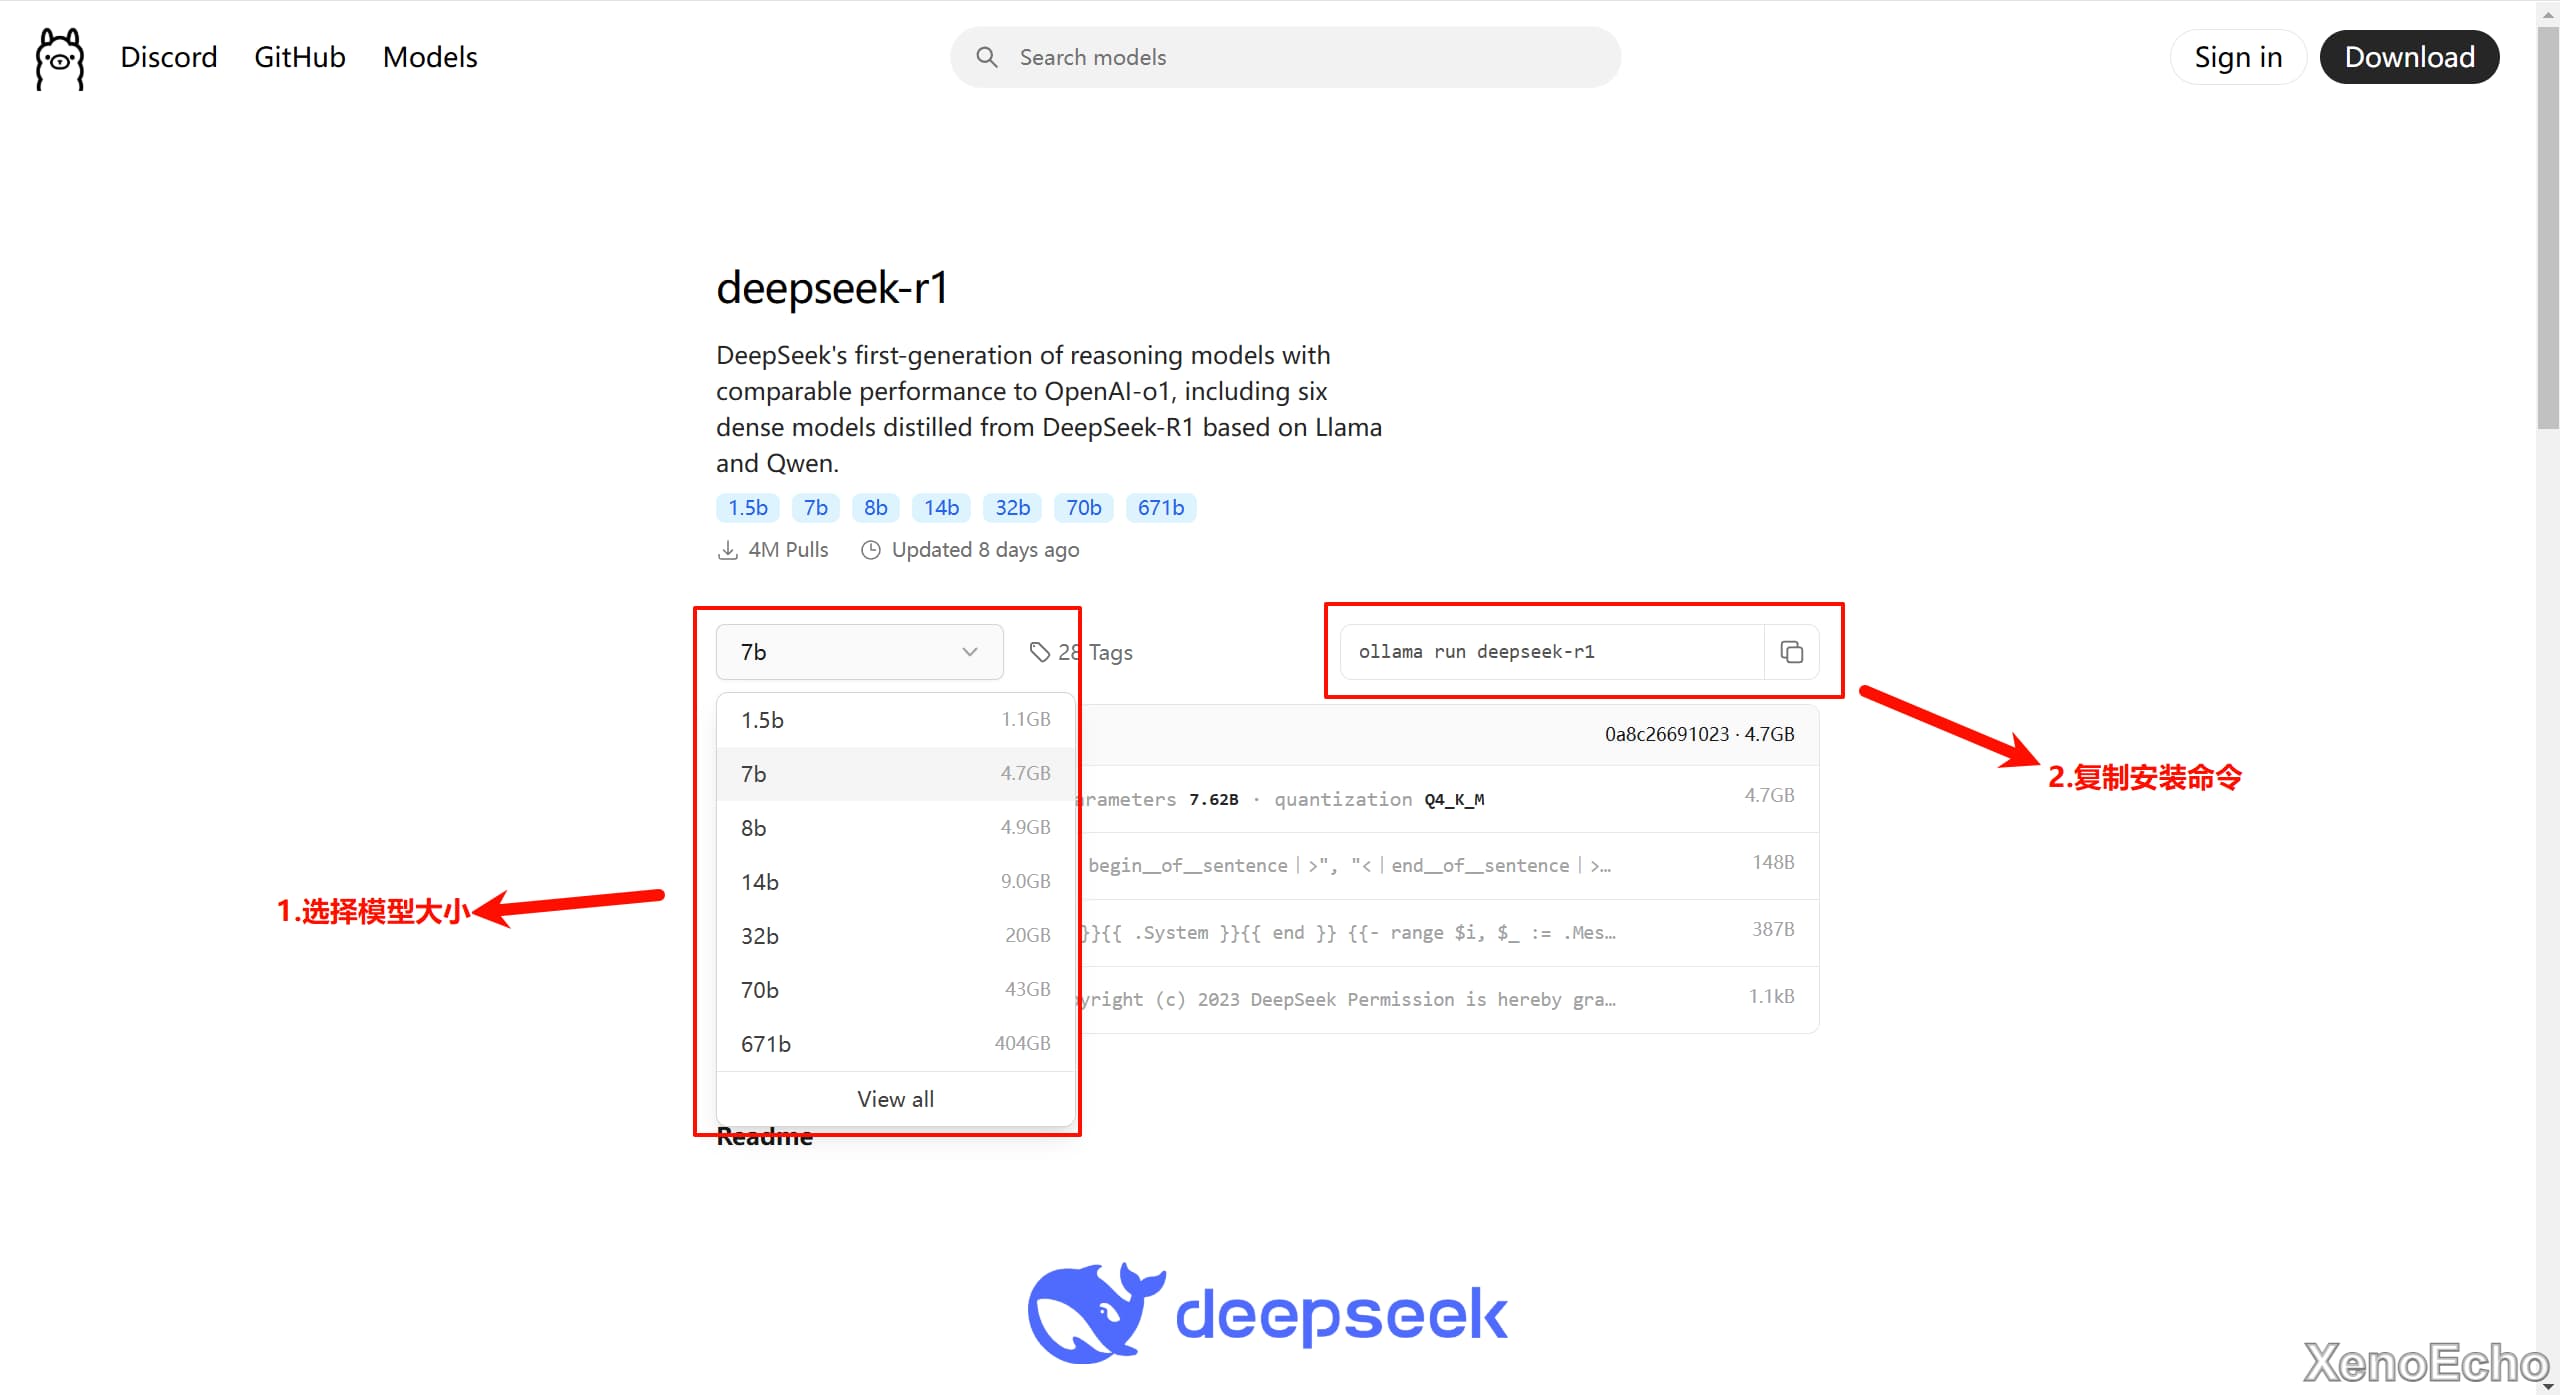 Discord GitHub Models
Search models
Sign in
Download
deepseek-r1
DeepSeek's first-generation of reasoning models with
comparable performance to OpenAI-o1, including six
dense models distilled from DeepSeek-R1 based on Llama
and Qwen.
1.5b 7b 8b 14b 32b 70b 671b
4M Pulls Updated 8 days ago
7b
28 Tags
ollama run deepseek-r1
1.5b 1.1GB
7b 4.7GB
8b 4.9GB
14b 9.0GB
32b 20GB
70b 43GB
671b 404GB
View all
0a8c26691023 · 4.7GB
arameters 7.62B · quantization Q4_K_M 4.7GB
begin__of__sentence|>", "<|end__of__sentence|>… 148B
}}{{ .System }}{{ end }} {{- range $i, $_ := .Mes… 387B
yright (c) 2023 DeepSeek Permission is hereby gra… 1.1kB
1.选择模型大小
2.复制安装命令
Readme
deepseek
XenoEcho